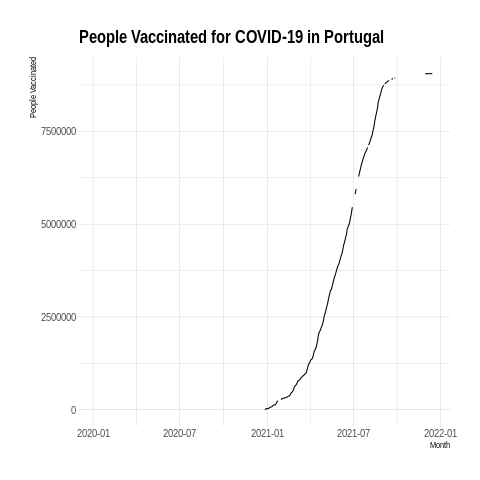 People Vaccinated for COVID-19 in Portugal
People Vaccinated
7500000
5000000
2500000
0
2020-01 2020-07 2021-01 2021-07 2022-01
Month